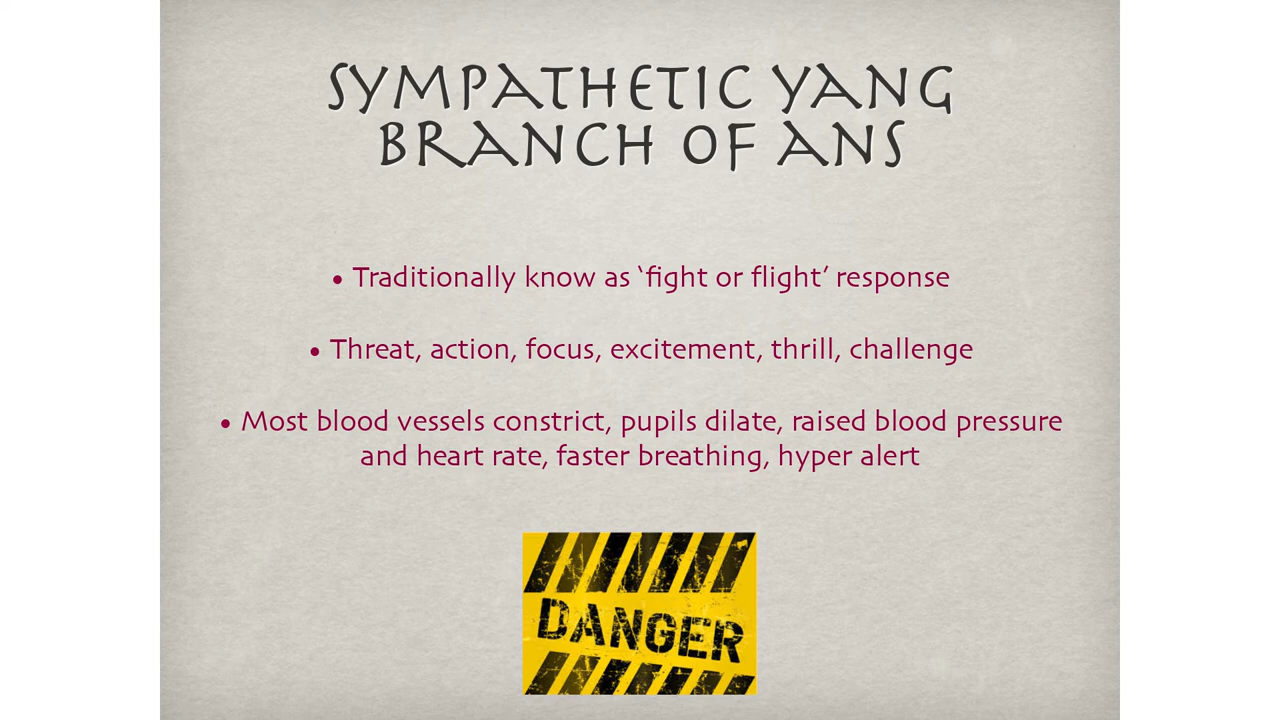 SYMPATHETIC YANG
BRANCH OF ANS
• Traditionally know as ‘fight or flight’ response
• Threat, action, focus, excitement, thrill, challenge
• Most blood vessels constrict, pupils dilate, raised blood pressure
and heart rate, faster breathing, hyper alert
DANGER